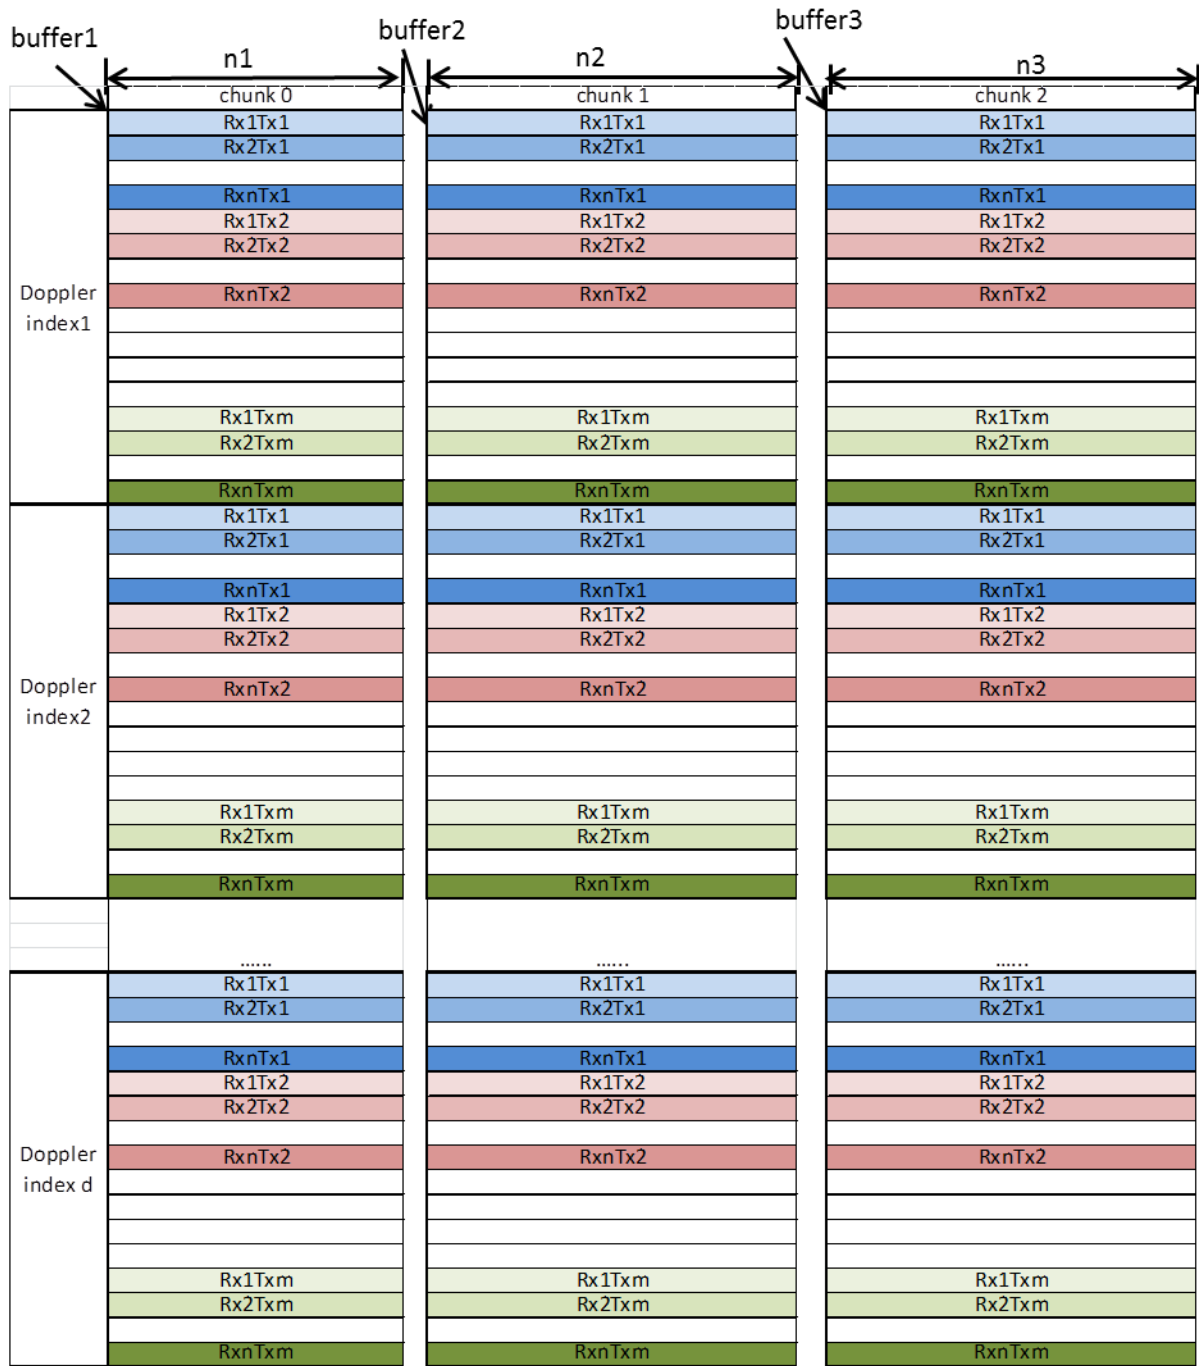 buffer1 n1 buffer2 n2 buffer3 n3
chunk 0 chunk 1 chunk 2
Rx1Tx1 Rx1Tx1 Rx1Tx1
Rx2Tx1 Rx2Tx1 Rx2Tx1
RxnTx1 RxnTx1 RxnTx1
Rx1Tx2 Rx1Tx2 Rx1Tx2
Rx2Tx2 Rx2Tx2 Rx2Tx2
Doppler RxnTx2 RxnTx2 RxnTx2
index1
Rx1Txm Rx1Txm Rx1Txm
Rx2Txm Rx2Txm Rx2Txm
RxnTxm RxnTxm RxnTxm
Rx1Tx1 Rx1Tx1 Rx1Tx1
Rx2Tx1 Rx2Tx1 Rx2Tx1
RxnTx1 RxnTx1 RxnTx1
Rx1Tx2 Rx1Tx2 Rx1Tx2
Rx2Tx2 Rx2Tx2 Rx2Tx2
Doppler RxnTx2 RxnTx2 RxnTx2
index2
Rx1Txm Rx1Txm Rx1Txm
Rx2Txm Rx2Txm Rx2Txm
RxnTxm RxnTxm RxnTxm
...... ...... ......
Rx1Tx1 Rx1Tx1 Rx1Tx1
Rx2Tx1 Rx2Tx1 Rx2Tx1
RxnTx1 RxnTx1 RxnTx1
Rx1Tx2 Rx1Tx2 Rx1Tx2
Rx2Tx2 Rx2Tx2 Rx2Tx2
Doppler RxnTx2 RxnTx2 RxnTx2
index d
Rx1Txm Rx1Txm Rx1Txm
Rx2Txm Rx2Txm Rx2Txm
RxnTxm RxnTxm RxnTxm